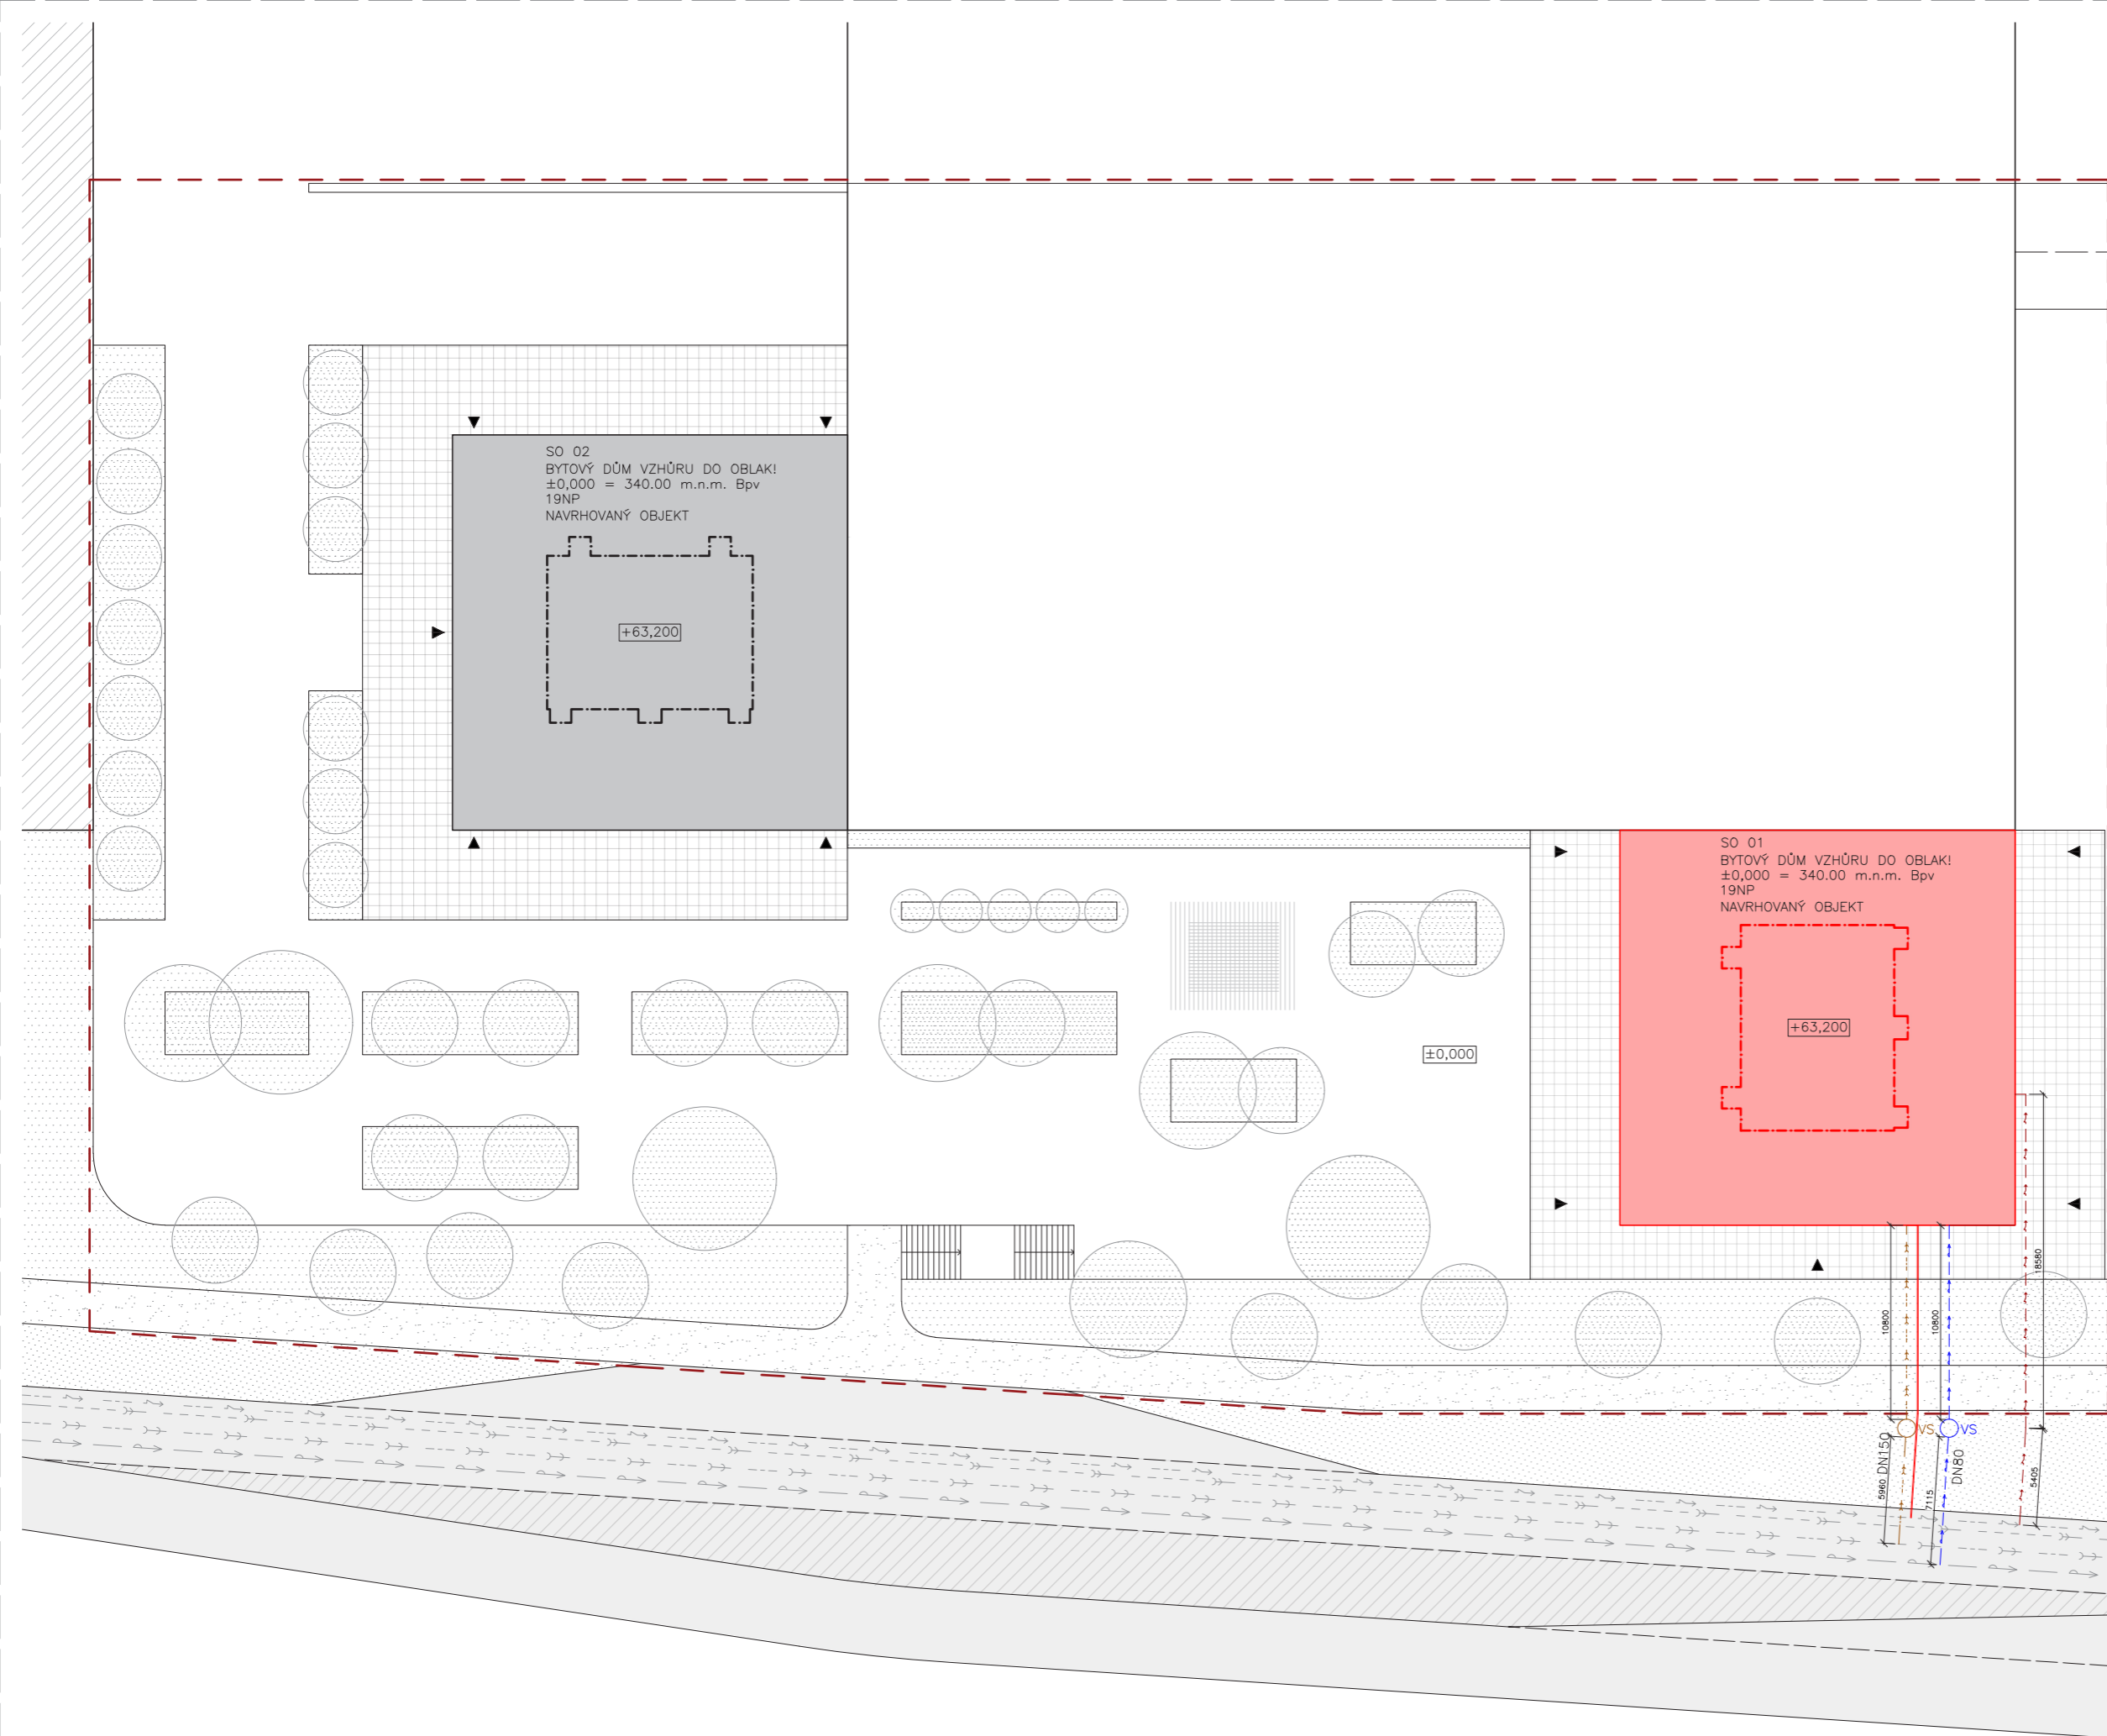 SO 02
BYTOVÝ DŮM VZHŮRU DO OBLAK!
±0,000 = 340.00 m.n.m. Bpv
19NP
NAVRHOVANÝ OBJEKT
+63,200
SO 01
BYTOVÝ DŮM VZHŮRU DO OBLAK!
±0,000 = 340.00 m.n.m. Bpv
19NP
NAVRHOVANÝ OBJEKT
+63,200
±0,000
18580
10800
10800
VS
VS
DN150
DN80
5960
7115
5405